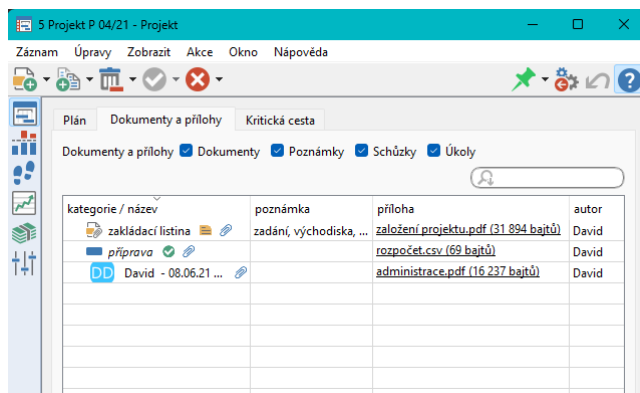 5 Projekt P 04/21 - Projekt
Záznam Úpravy Zobrazit Akce Okno Nápověda
Plán Dokumenty a přílohy Kritická cesta
Dokumenty a přílohy Dokumenty Poznámky Schůzky Úkoly
kategorie / název poznámka příloha autor
zakládácí listina zadání, východiska, ... založení projektu.pdf (31 894 bajtů) David
příprava rozpočet.csv (69 bajtů) David
DD David - 08.06.21 ... administrace.pdf (16 237 bajtů) David